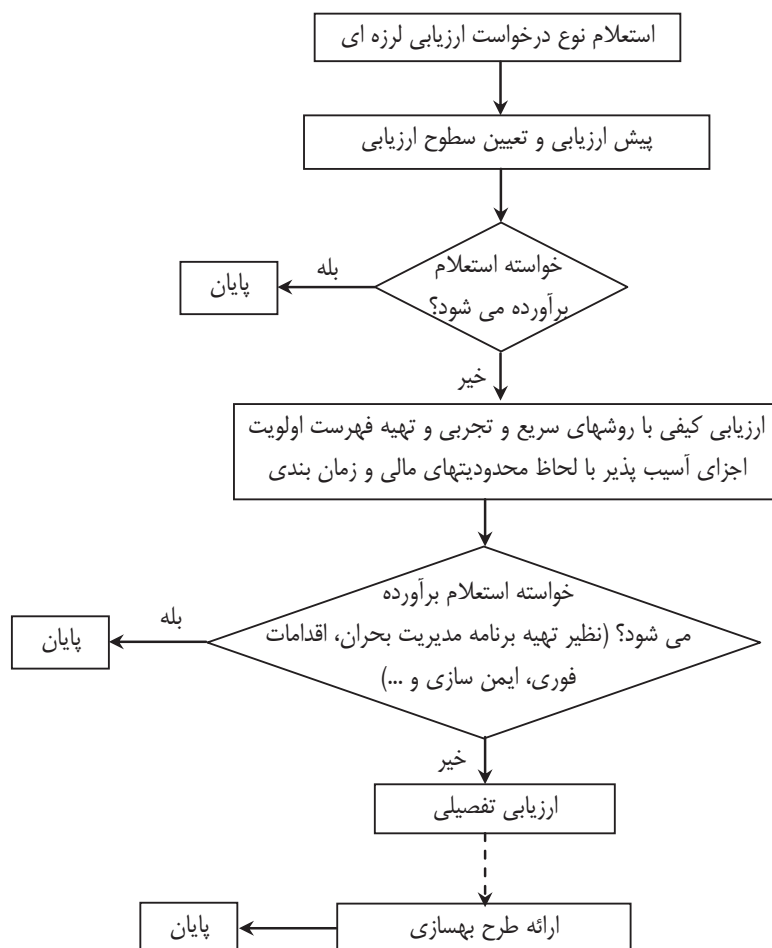 استعلام نوع درخواست ارزیابی لرزه ای
پیش ارزیابی و تعیین سطوح ارزیابی
خواسته استعلام
برآورده می شود؟
بله
پایان
خیر
ارزیابی کیفی با روشهای سریع و تجربی و تهیه فهرست اولویت
اجزای آسیب پذیر با لحاظ محدودیتهای مالی و زمان بندی
خواسته استعلام برآورده
می شود؟ (نظیر تهیه برنامه مدیریت بحران، اقدامات
فوری، ایمن سازی و ...)
بله
پایان
خیر
ارزیابی تفصیلی
ارائه طرح بهسازی
پایان